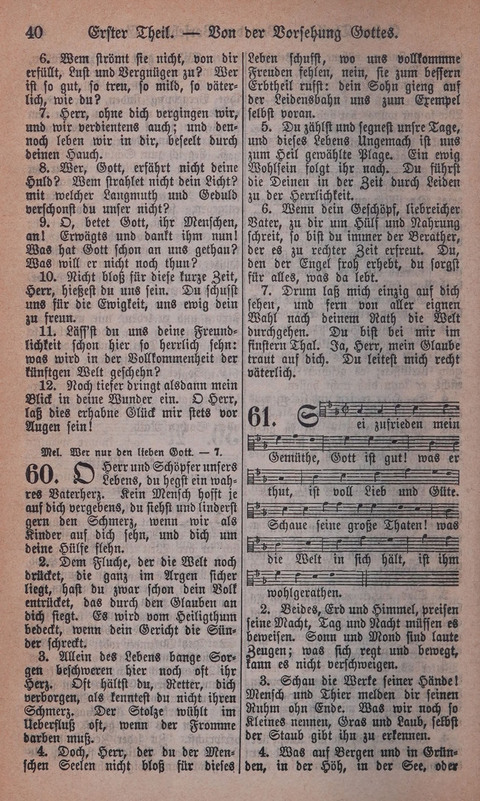 40 Erster Theil. — Von der Vorsehung Gottes.
6. Wem strömt sie nicht, von dir
erfüllt, Lust und Vergnügen zu? Wer
ist so gut, so treu, so mild, so väter-
lich, wie du?
7. Herr, ohne dich vergingen wir,
und wir verdientens auch; und den-
noch leben wir in dir, beseelt durch
deinen Hauch.
8. Wer, Gott, erfährt nicht deine
Huld? Wem strahlet nicht dein Licht?
mit welcher Langmuth und Geduld
verschonst du unser nicht?
9. O, betet Gott, ihr Menschen,
an! Erwägts und dankt ihm nun!
Was hat Gott schon an uns gethan?
Was will er nicht noch thun?
10. Nicht bloß für diese kurze Zeit,
Herr, hießest du uns sein. Du schufst
uns für die Ewigkeit, uns ewig dein
zu freun.
11. Läss'st du uns deine Freund-
lichkeit schon hier so herrlich sehn:
was wird in der Vollkommenheit der
künftgen Welt geschehn?
12. Noch tiefer dringt alsdann mein
Blick in deine Wunder ein. O Herr,
laß dies erhabne Glück mir stets vor
Augen sein!
Mel. Wer nur den lieben Gott. — 7.
60. O Herr und Schöpfer unsers
Lebens, du hegst ein wah-
res Vaterherz. Kein Mensch hofft je
auf dich vergebens, du siehst und linderst
gern den Schmerz, wenn wir als
Kinder auf dich sehn, und dich um
deine Hülfe flehn.
2. Dem Fluche, der die Welt noch
drücket, die ganz im Argen sicher
liegt, hast du zwar schon dein Volk
entrücket, das durch den Glauben an
dich siegt. Es wird vom Heiligthum
bedeckt, wenn dein Gericht die Sün-
der schreckt.
3. Allein des Lebens bange Sor-
gen beschweren hier noch oft ihr
Herz. Oft hältst du, Retter, dich
verborgen, als kenntest du nicht ihren
Schmerz. Der Stolze wühlt im
Ueberfluß oft, wenn der Fromme
darben muß.
4. Doch, Herr, der du der Men-
schen Seelen nicht bloß für dieses
Leben schufst, wo uns vollkommne
Freuden fehlen, nein, sie zum bessern
Erbtheil rufst: dein Sohn gieng auf
der Leidensbahn uns zum Exempel
selbst voran.
5. Du zählst und segnest unsre Tage,
und dieses Lebens Ungemach ist uns
zum Heil gewählte Plage. Ein ewig
Wohlsein folgt ihr nach. Du führst
die Deinen in der Zeit durch Leiden
zu der Herrlichkeit.
6. Wenn dein Geschöpf, liebreicher
Vater, zu dir um Hülf und Nahrung
schreit, so bist du immer der Berather,
der es zu rechter Zeit erfreut. Du,
den der Engel froh erhebt, du sorgst
für alles, was da lebt.
7. Drum laß mich einzig auf dich
sehen, und fern von aller eignen
Wahl nach deinem Rath die Welt
durchgehen. Du bist bei mir im
finstern Thal. Ja, Herr, mein Glaube
traut auf dich. Du leitest mich recht
väterlich.
61. Sei zufrieden mein
Gemüthe, Gott ist gut! was er
thut, ist voll Lieb und Güte.
Schaue seine große Thaten! was
die Welt in sich hält, ist ihm
wohlgerathen.
2. Beides, Erd und Himmel, preisen
seine Macht, Tag und Nacht müssen es
beweisen. Sonn und Mond sind laute
Zeugen; was sich regt und bewegt,
kann es nicht verschweigen.
3. Schau die Werke seiner Hände!
Mensch und Thier melden dir seinen
Ruhm ohn Ende. Was wir noch so
Kleines nennen, Gras und Laub, selbst
der Staub gibt ihn zu erkennen.
4. Was auf Bergen und in Grün-
den, in der Höh, in der See, oder